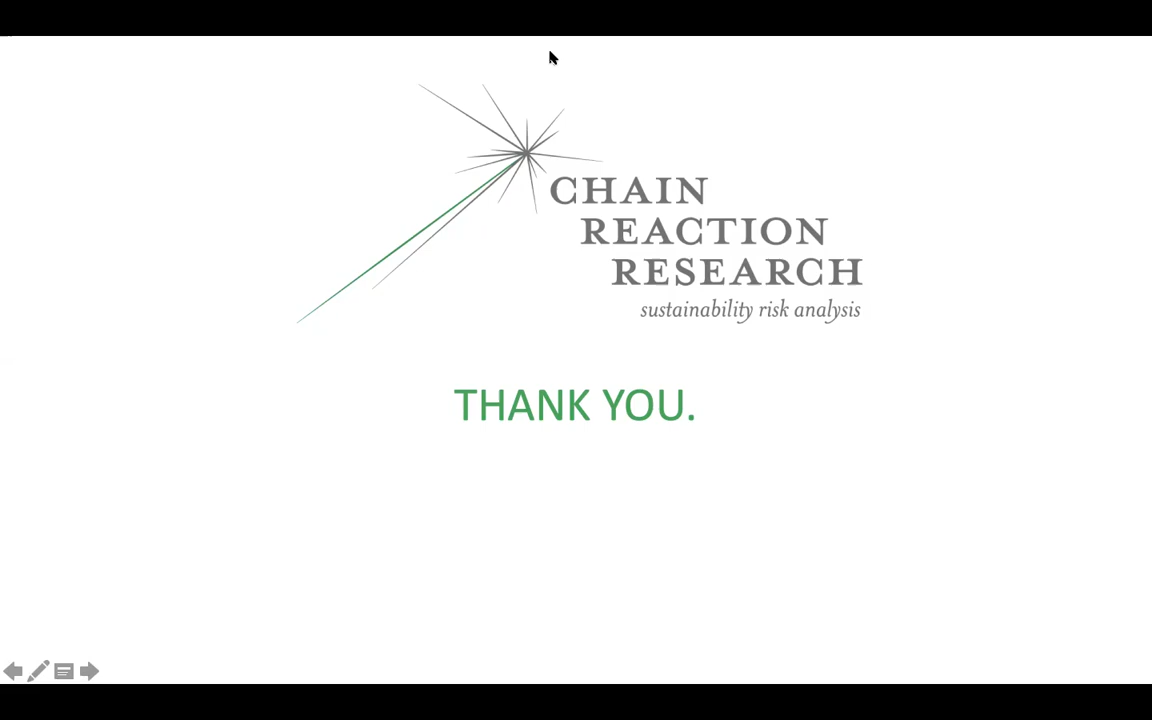 CHAIN
REACTION
RESEARCH
sustainability risk analysis
THANK YOU.